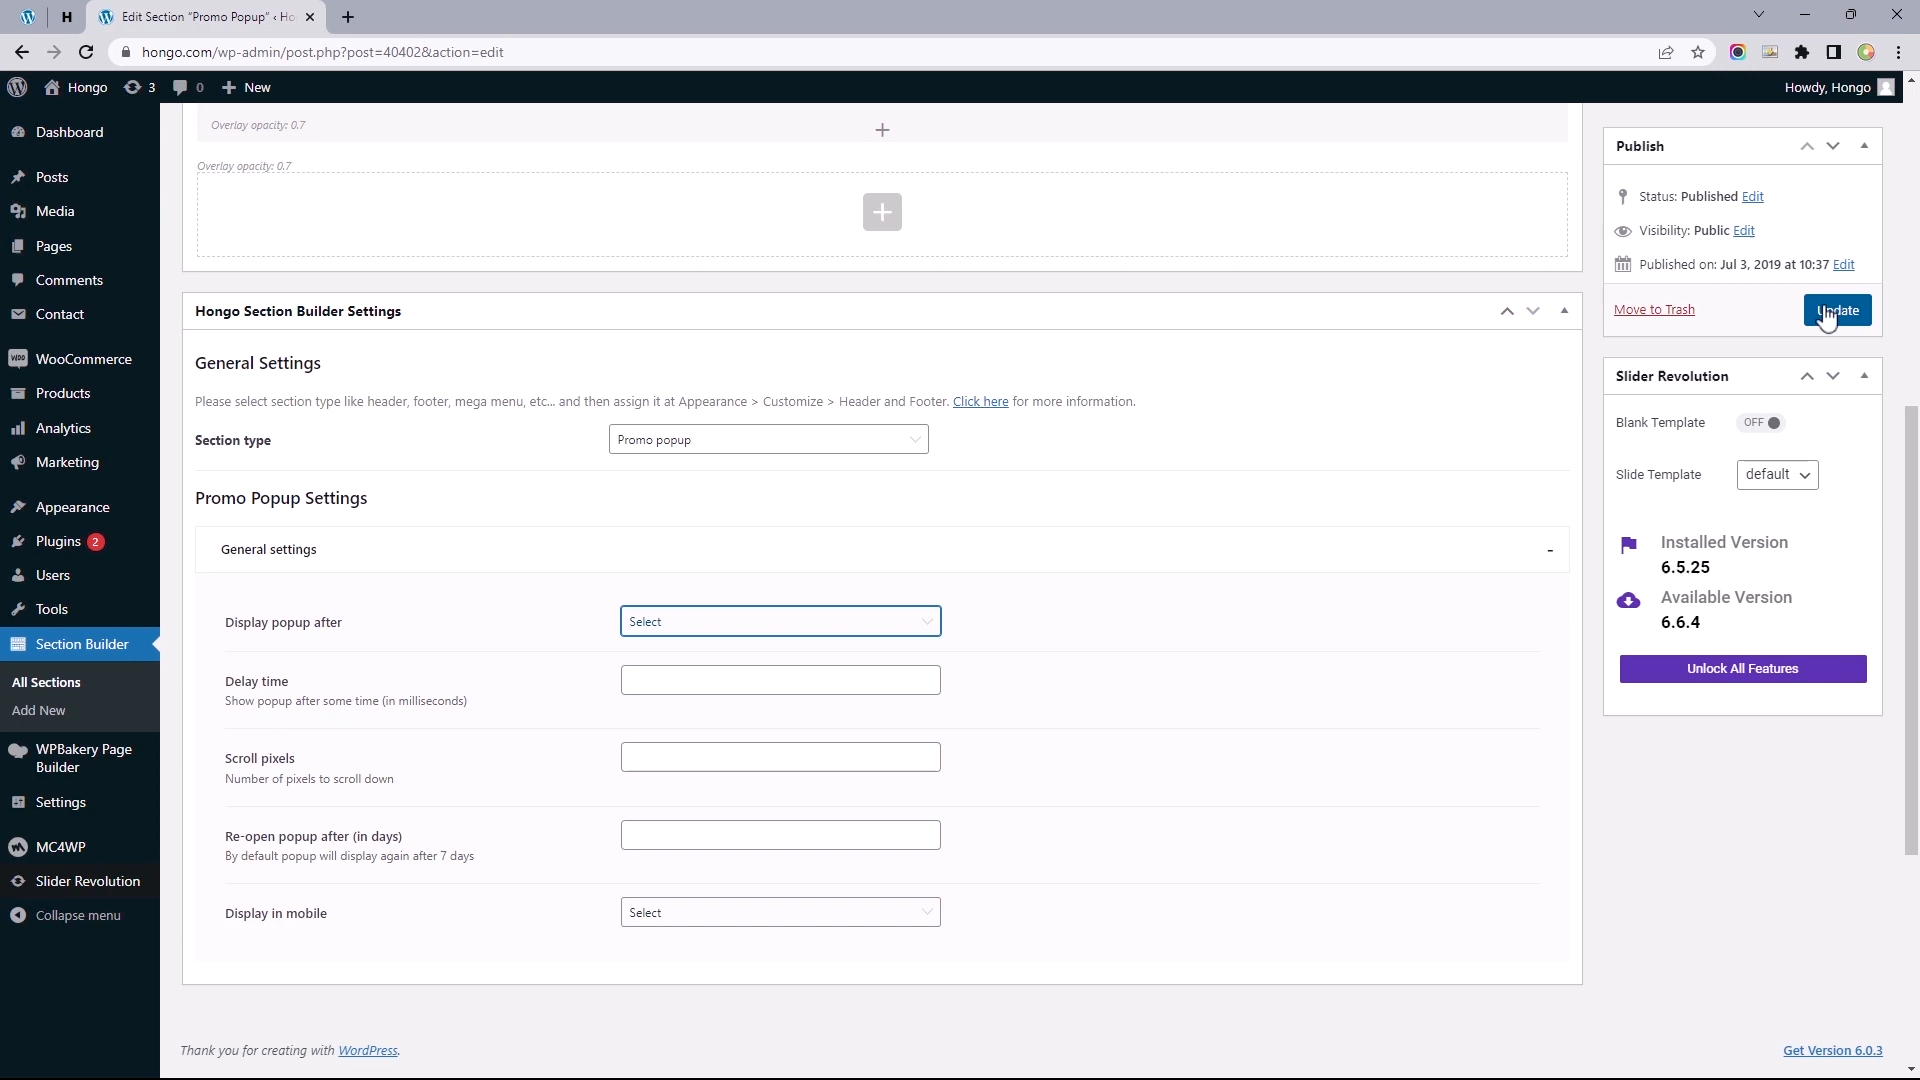 H
Edit Section "Promo Popup" ‹ Ho
hongo.com/wp-admin/post.php?post=40402&action=edit
Hongo
3
0
New
Howdy, Hongo
Dashboard
Posts
Media
Pages
Comments
Contact
WooCommerce
Products
Analytics
Marketing
Appearance
Plugins 2
Users
Tools
Section Builder
All Sections
Add New
WPBakery Page
Builder
Settings
MC4WP
Slider Revolution
Collapse menu
Overlay opacity: 0.7
Overlay opacity: 0.7
Hongo Section Builder Settings
General Settings
Please select section type like header, footer, mega menu, etc... and then assign it at Appearance > Customize > Header and Footer. Click here for more information.
Section type
Promo popup
Promo Popup Settings
General settings
-
Display popup after
Select
Delay time
Show popup after some time (in milliseconds)
Scroll pixels
Number of pixels to scroll down
Re-open popup after (in days)
By default popup will display again after 7 days
Display in mobile
Select
Thank you for creating with WordPress.
Publish
Status: Published Edit
Visibility: Public Edit
Published on: Jul 3, 2019 at 10:37 Edit
Move to Trash
Update
Slider Revolution
Blank Template
OFF
Slide Template
default
Installed Version
6.5.25
Available Version
6.6.4
Unlock All Features
Get Version 6.0.3